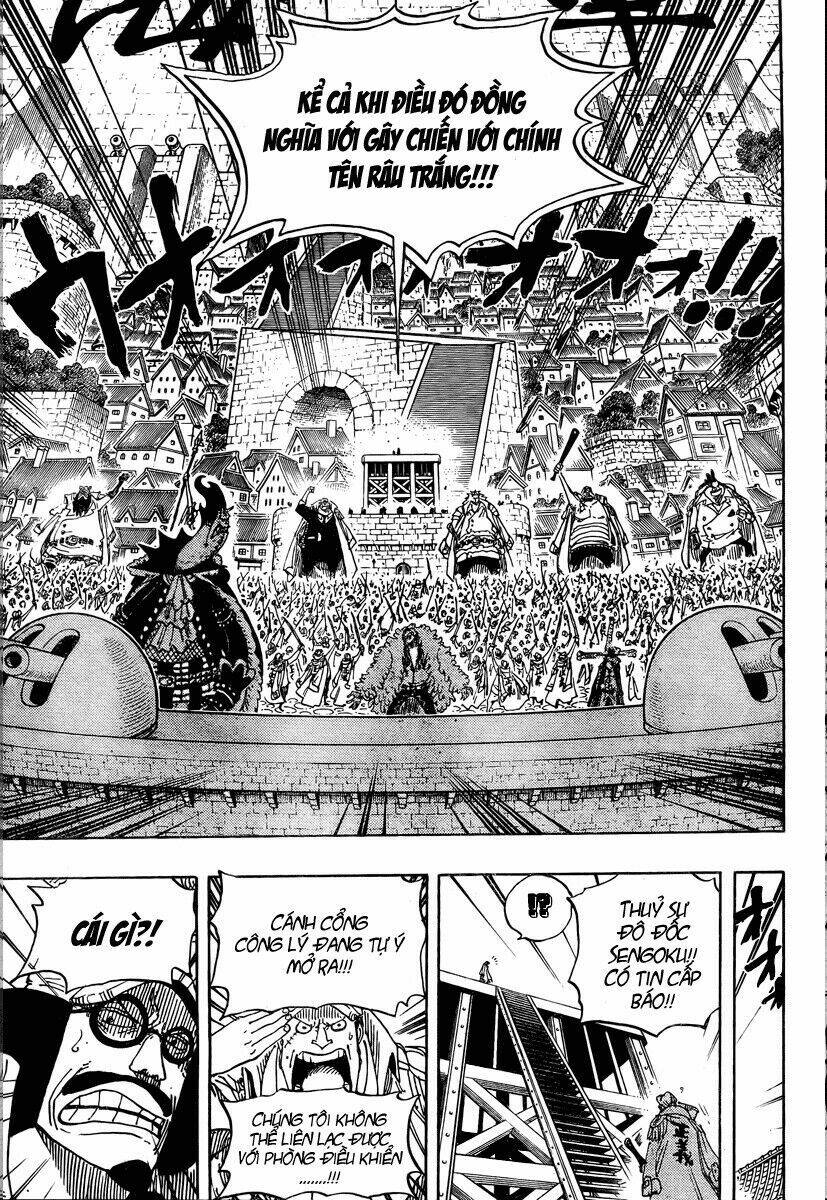 KỂ CẢ KHI ĐIỀU ĐÓ ĐỒNG
NGHĨA VỚI GÂY CHIẾN VỚI CHÍNH
TÊN RÂU TRẮNG!!!
ウオオオオオオ!!!
THUỶ SƯ
ĐÔ ĐỐC
SENGOKU!!
CÓ TIN CẤP
BÁO!!
!?
正義
CÁNH CỔNG
CÔNG LÝ ĐANG TỰ Ý
MỞ RA!!!
CHÚNG TÔI KHÔNG
THỂ LIÊN LẠC ĐƯỢC
VỚI PHÒNG ĐIỀU KHIỂN
........!!!
CÁI GÌ?!